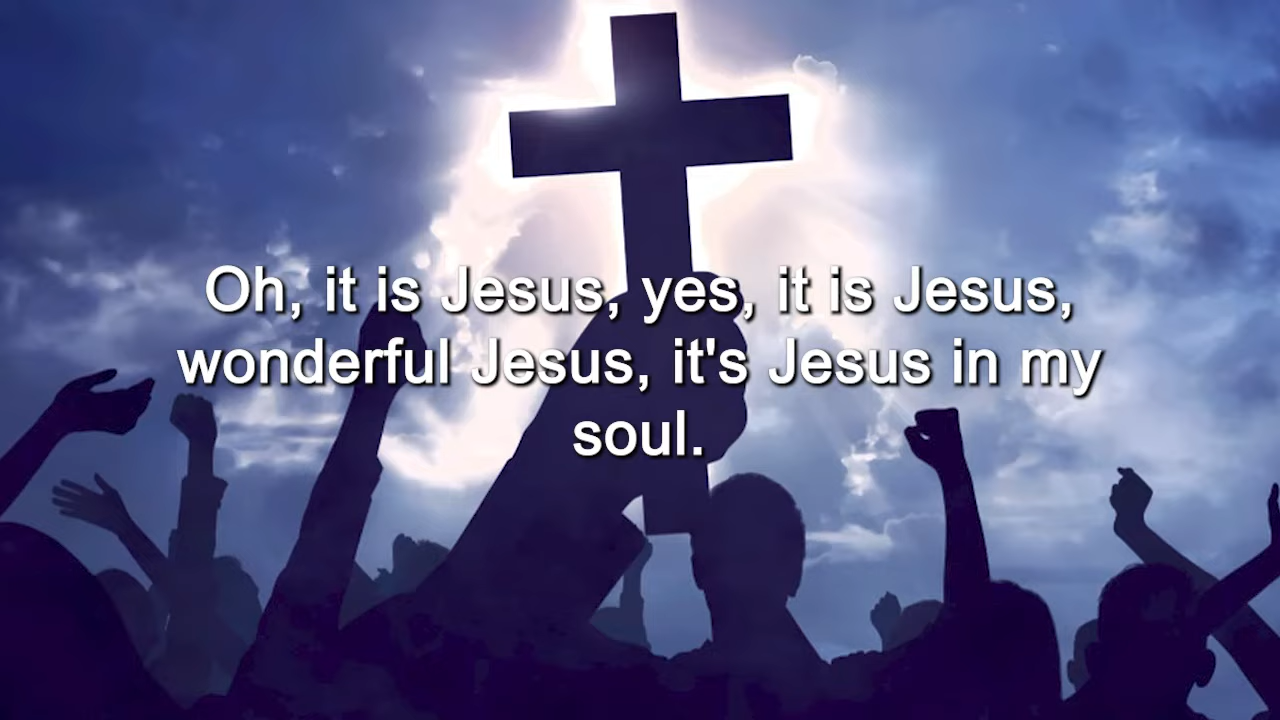 Oh, it is Jesus, yes, it is Jesus,
wonderful Jesus, it's Jesus in my
soul.